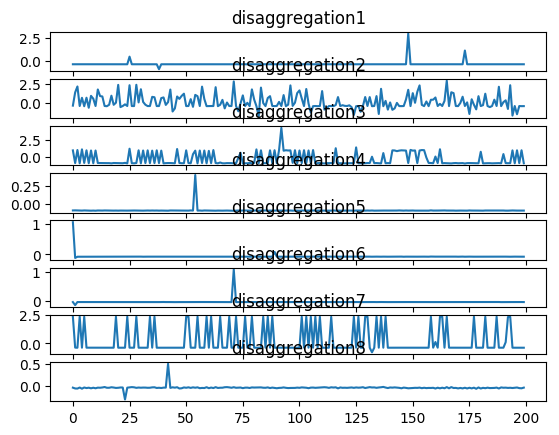 disaggregation1
2.5
0.0
disaggregation2
2.5
0.0
disaggregation3
2.5
0.0
disaggregation4
0.25
0.00
disaggregation5
1
0
disaggregation6
1
0
disaggregation7
2.5
0.0
disaggregation8
0.5
0.0
0 25 50 75 100 125 150 175 200